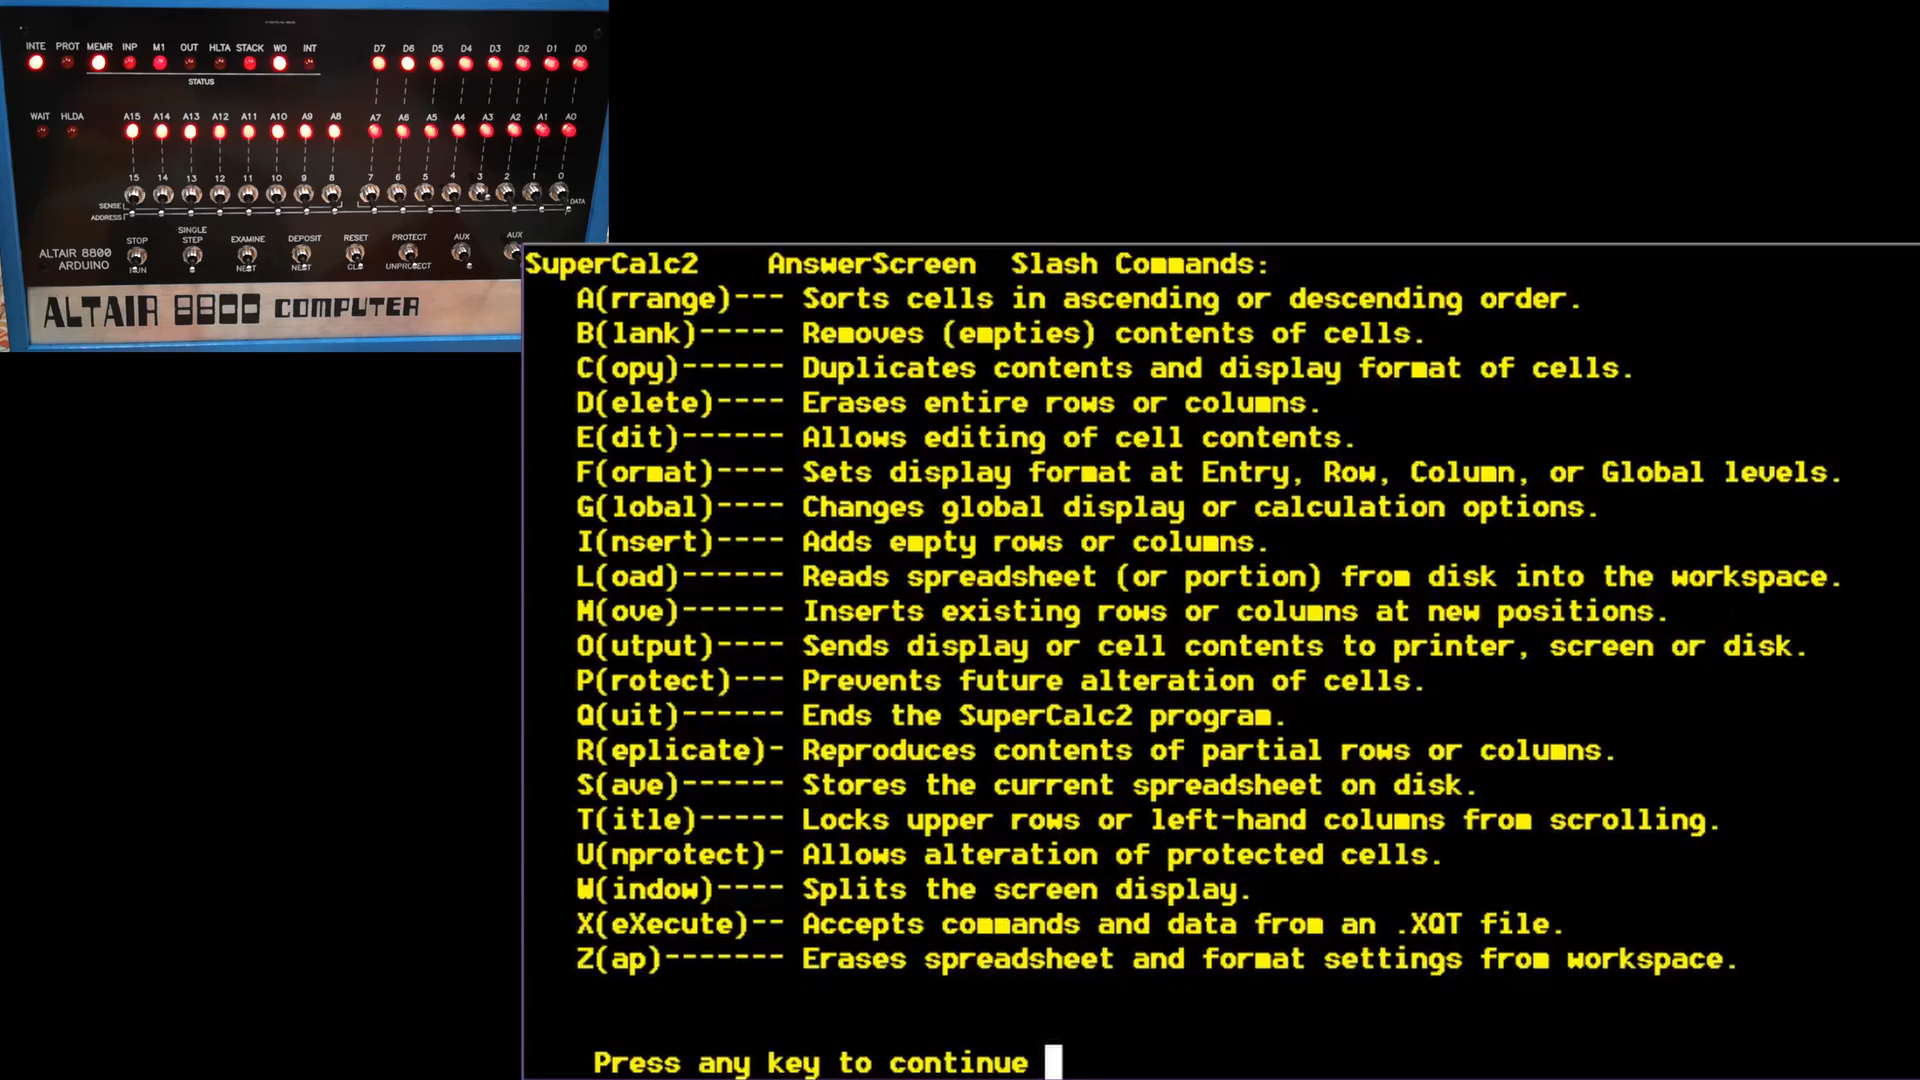 INTE PROT MEMR INP M1 OUT HLTA STACK WO INT D7 D6 D5 D4 D3 D2 D1 D0
STATUS
WAIT HLDA A15 A14 A13 A12 A11 A10 A9 A8 A7 A6 A5 A4 A3 A2 A1 A0
15 14 13 12 11 10 9 8 7 6 5 4 3 2 1 0
SENSE DATA
ADDRESS
STOP SINGLE STEP EXAMINE DEPOSIT RESET PROTECT AUX AUX
RUN NEXT NEXT CLR UNPROTECT
ALTAIR 8800
ARDUINO
ALTAIR 8800 COMPUTER
SuperCalc2 AnswerScreen Slash Commands:
A(rrange)--- Sorts cells in ascending or descending order.
B(lank)----- Removes (empties) contents of cells.
C(opy)------ Duplicates contents and display format of cells.
D(elete)---- Erases entire rows or columns.
E(dit)------ Allows editing of cell contents.
F(ormat)---- Sets display format at Entry, Row, Column, or Global levels.
G(lobal)---- Changes global display or calculation options.
I(nsert)---- Adds empty rows or columns.
L(oad)------ Reads spreadsheet (or portion) from disk into the workspace.
M(ove)------ Inserts existing rows or columns at new positions.
O(utput)---- Sends display or cell contents to printer, screen or disk.
P(rotect)--- Prevents future alteration of cells.
Q(uit)------ Ends the SuperCalc2 program.
R(eplicate)- Reproduces contents of partial rows or columns.
S(ave)------ Stores the current spreadsheet on disk.
T(itle)----- Locks upper rows or left-hand columns from scrolling.
U(nprotect)- Allows alteration of protected cells.
W(indow)---- Splits the screen display.
X(eXecute)-- Accepts commands and data from an .XQT file.
Z(ap)------- Erases spreadsheet and format settings from workspace.
Press any key to continue